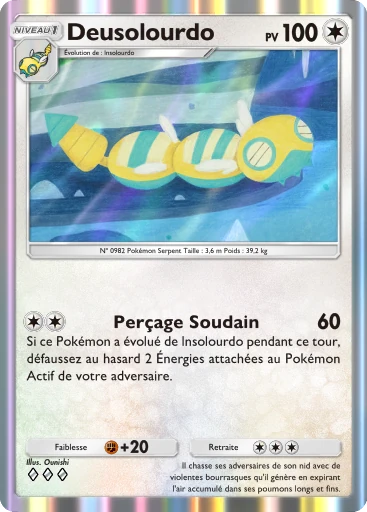 NIVEAU 1
Deusolourdo
PV 100
Évolution de : Insolourdo
N° 0982 Pokémon Serpent Taille : 3,6 m Poids : 39,2 kg
Perçage Soudain 60
Si ce Pokémon a évolué de Insolourdo pendant ce tour,
défaussez au hasard 2 Énergies attachées au Pokémon
Actif de votre adversaire.
Faiblesse +20
Retraite
Illus. Ounishi
Il chasse ses adversaires de son nid avec de
violentes bourrasques qu'il génère en expirant
l'air accumulé dans ses poumons longs et fins.